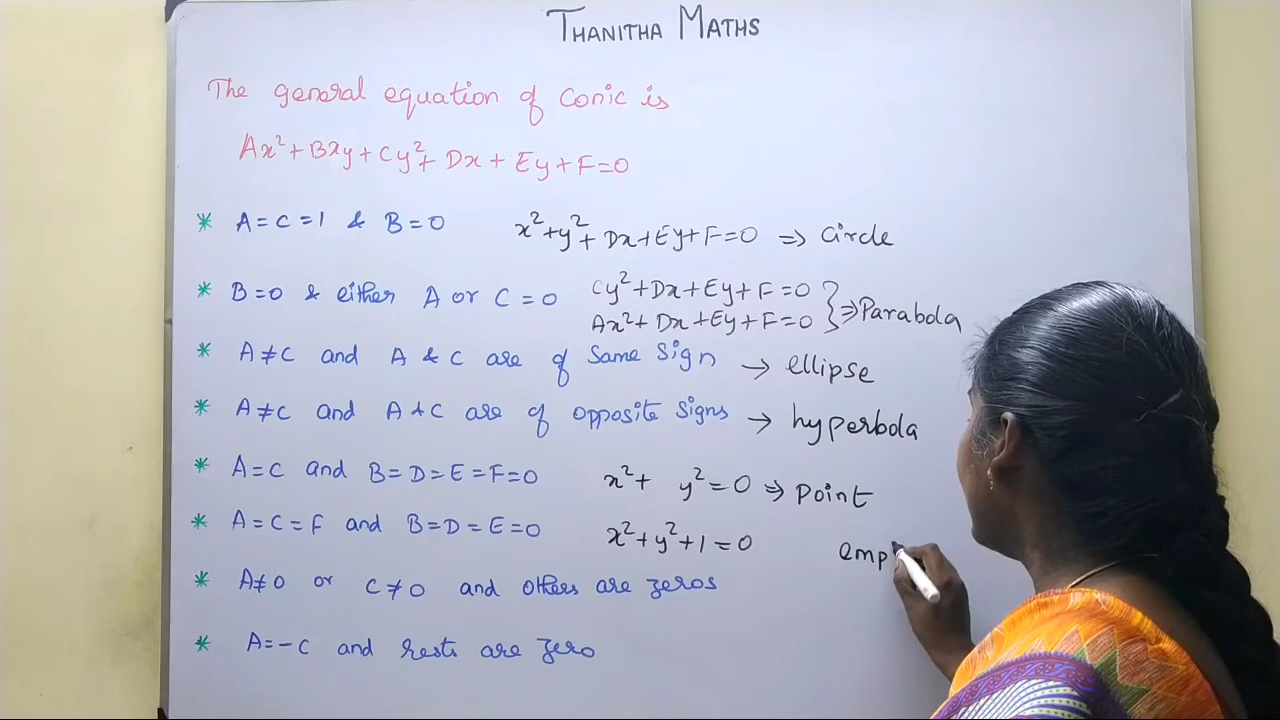 THANITHA MATHS
The general equation of Conic is
Ax²+Bxy+Cy²+Dx+Ey+F=0
* A=C=1 & B=0 x²+y²+Dx+Ey+F=0 ⇒ Circle
* B=0 & either A or C=0 Cy²+Dx+Ey+F=0
Ax²+Dx+Ey+F=0 } ⇒ Parabola
* A≠C and A & C are of Same Sign → ellipse
* A≠C and A & C are of opposite Signs → hyperbola
* A=C and B=D=E=F=0 x²+ y²=0 ⇒ Point
* A=C=F and B=D=E=0 x²+y²+1=0 emp
* A≠0 or C≠0 and others are zeros
* A=-C and rests are zero